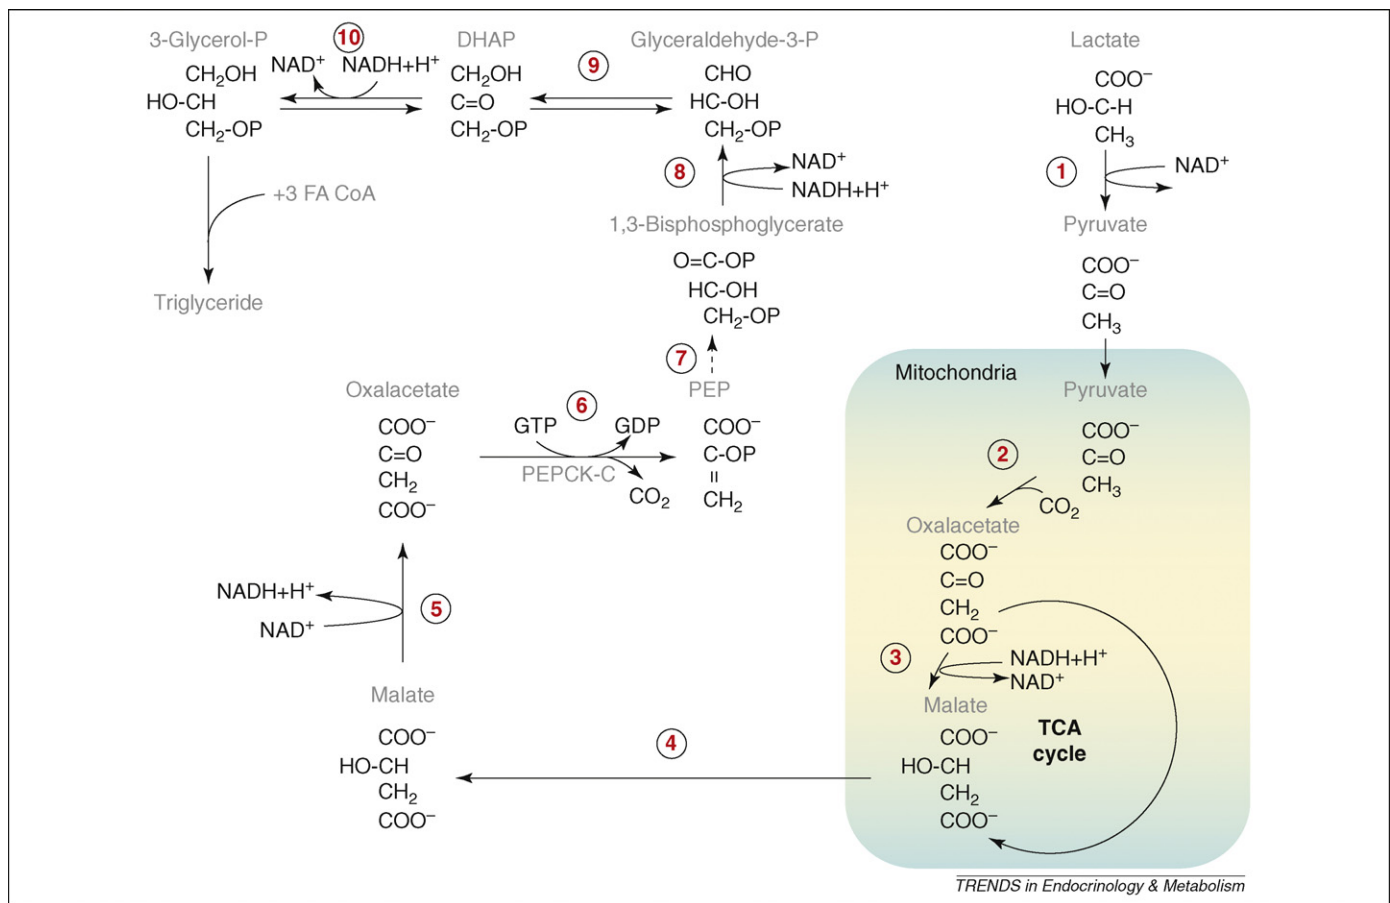 3-Glycerol-P
CH₂OH
HO-CH
CH₂-OP
10
NAD⁺ NADH+H⁺
DHAP
CH₂OH
C=O
CH₂-OP
9
Glyceraldehyde-3-P
CHO
HC-OH
CH₂-OP
Lactate
COO⁻
HO-C-H
CH₃
1
NAD⁺
Pyruvate
COO⁻
C=O
CH₃
+3 FA CoA
Triglyceride
8
NAD⁺
NADH+H⁺
1,3-Bisphosphoglycerate
O=C-OP
HC-OH
CH₂-OP
7
PEP
COO⁻
C-OP
=
CH₂
Oxalacetate
COO⁻
C=O
CH₂
COO⁻
6
GTP GDP
PEPCK-C
CO₂
NADH+H⁺
NAD⁺
5
Malate
COO⁻
HO-CH
CH₂
COO⁻
4
Mitochondria
Pyruvate
COO⁻
C=O
CH₃
2
CO₂
Oxalacetate
COO⁻
C=O
CH₂
COO⁻
3
NADH+H⁺
NAD⁺
Malate
COO⁻
HO-CH
CH₂
COO⁻
TCA
cycle
TRENDS in Endocrinology & Metabolism